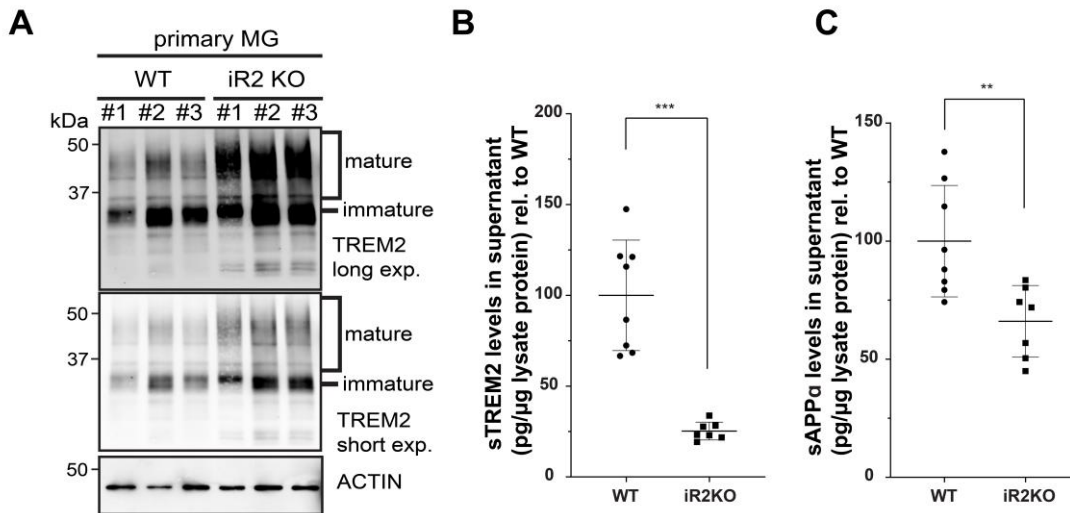 A
primary MG
WT iR2 KO
#1 #2 #3 #1 #2 #3
kDa
50
37
mature
immature
TREM2
long exp.
50
37
mature
immature
TREM2
short exp.
50
ACTIN
B
sTREM2 levels in supernatant
(pg/µg lysate protein) rel. to WT
200
150
100
50
0
***
WT iR2KO
C
sAPPα levels in supernatant
(pg/µg lysate protein) rel. to WT
150
100
50
0
**
WT iR2KO